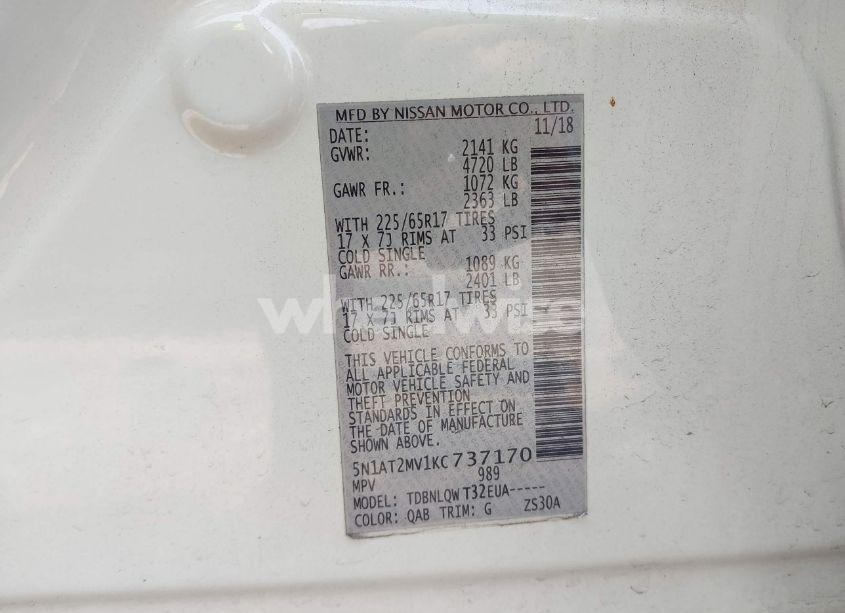 MFD BY NISSAN MOTOR CO., LTD.
DATE: 11/18
GVWR: 2141 KG
4720 LB
GAWR FR.: 1072 KG
2363 LB
WITH 225/65R17 TIRES
17 X 7J RIMS AT 33 PSI
COLD SINGLE
GAWR RR.: 1089 KG
2401 LB
WITH 225/65R17 TIRES
17 X 7J RIMS AT 33 PSI
COLD SINGLE
wheelwise
THIS VEHICLE CONFORMS TO
ALL APPLICABLE FEDERAL
MOTOR VEHICLE SAFETY AND
THEFT PREVENTION
STANDARDS IN EFFECT ON
THE DATE OF MANUFACTURE
SHOWN ABOVE.
5N1AT2MV1KC737170
MPV 989
MODEL: TDBNLQWT32EUA-----
COLOR: QAB TRIM: G ZS30A